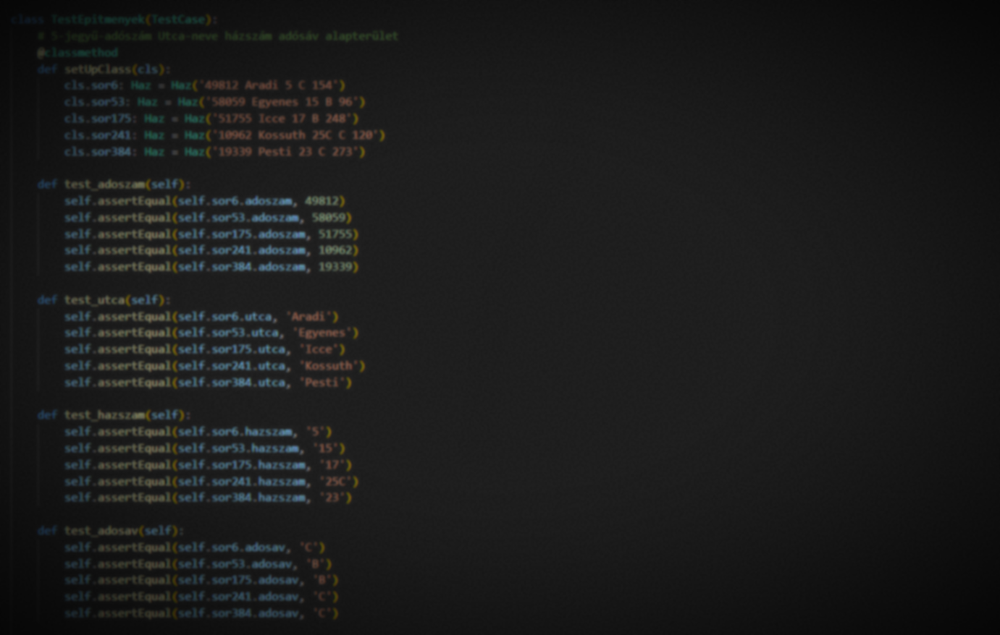 class TestEpitmenyek(TestCase):
# 5-jegyű-adószám Utca-neve házszám adósáv alapterület
@classmethod
def setUpClass(cls):
cls.sor6: Haz = Haz('49812 Aradi 5 C 154')
cls.sor53: Haz = Haz('58059 Egyenes 15 B 96')
cls.sor175: Haz = Haz('51755 Icce 17 B 248')
cls.sor241: Haz = Haz('10962 Kossuth 25C C 120')
cls.sor384: Haz = Haz('19339 Pesti 23 C 273')
def test_adoszam(self):
self.assertEqual(self.sor6.adoszam, 49812)
self.assertEqual(self.sor53.adoszam, 58059)
self.assertEqual(self.sor175.adoszam, 51755)
self.assertEqual(self.sor241.adoszam, 10962)
self.assertEqual(self.sor384.adoszam, 19339)
def test_utca(self):
self.assertEqual(self.sor6.utca, 'Aradi')
self.assertEqual(self.sor53.utca, 'Egyenes')
self.assertEqual(self.sor175.utca, 'Icce')
self.assertEqual(self.sor241.utca, 'Kossuth')
self.assertEqual(self.sor384.utca, 'Pesti')
def test_hazszam(self):
self.assertEqual(self.sor6.hazszam, '5')
self.assertEqual(self.sor53.hazszam, '15')
self.assertEqual(self.sor175.hazszam, '17')
self.assertEqual(self.sor241.hazszam, '25C')
self.assertEqual(self.sor384.hazszam, '23')
def test_adosav(self):
self.assertEqual(self.sor6.adosav, 'C')
self.assertEqual(self.sor53.adosav, 'B')
self.assertEqual(self.sor175.adosav, 'B')
self.assertEqual(self.sor241.adosav, 'C')
self.assertEqual(self.sor384.adosav, 'C')